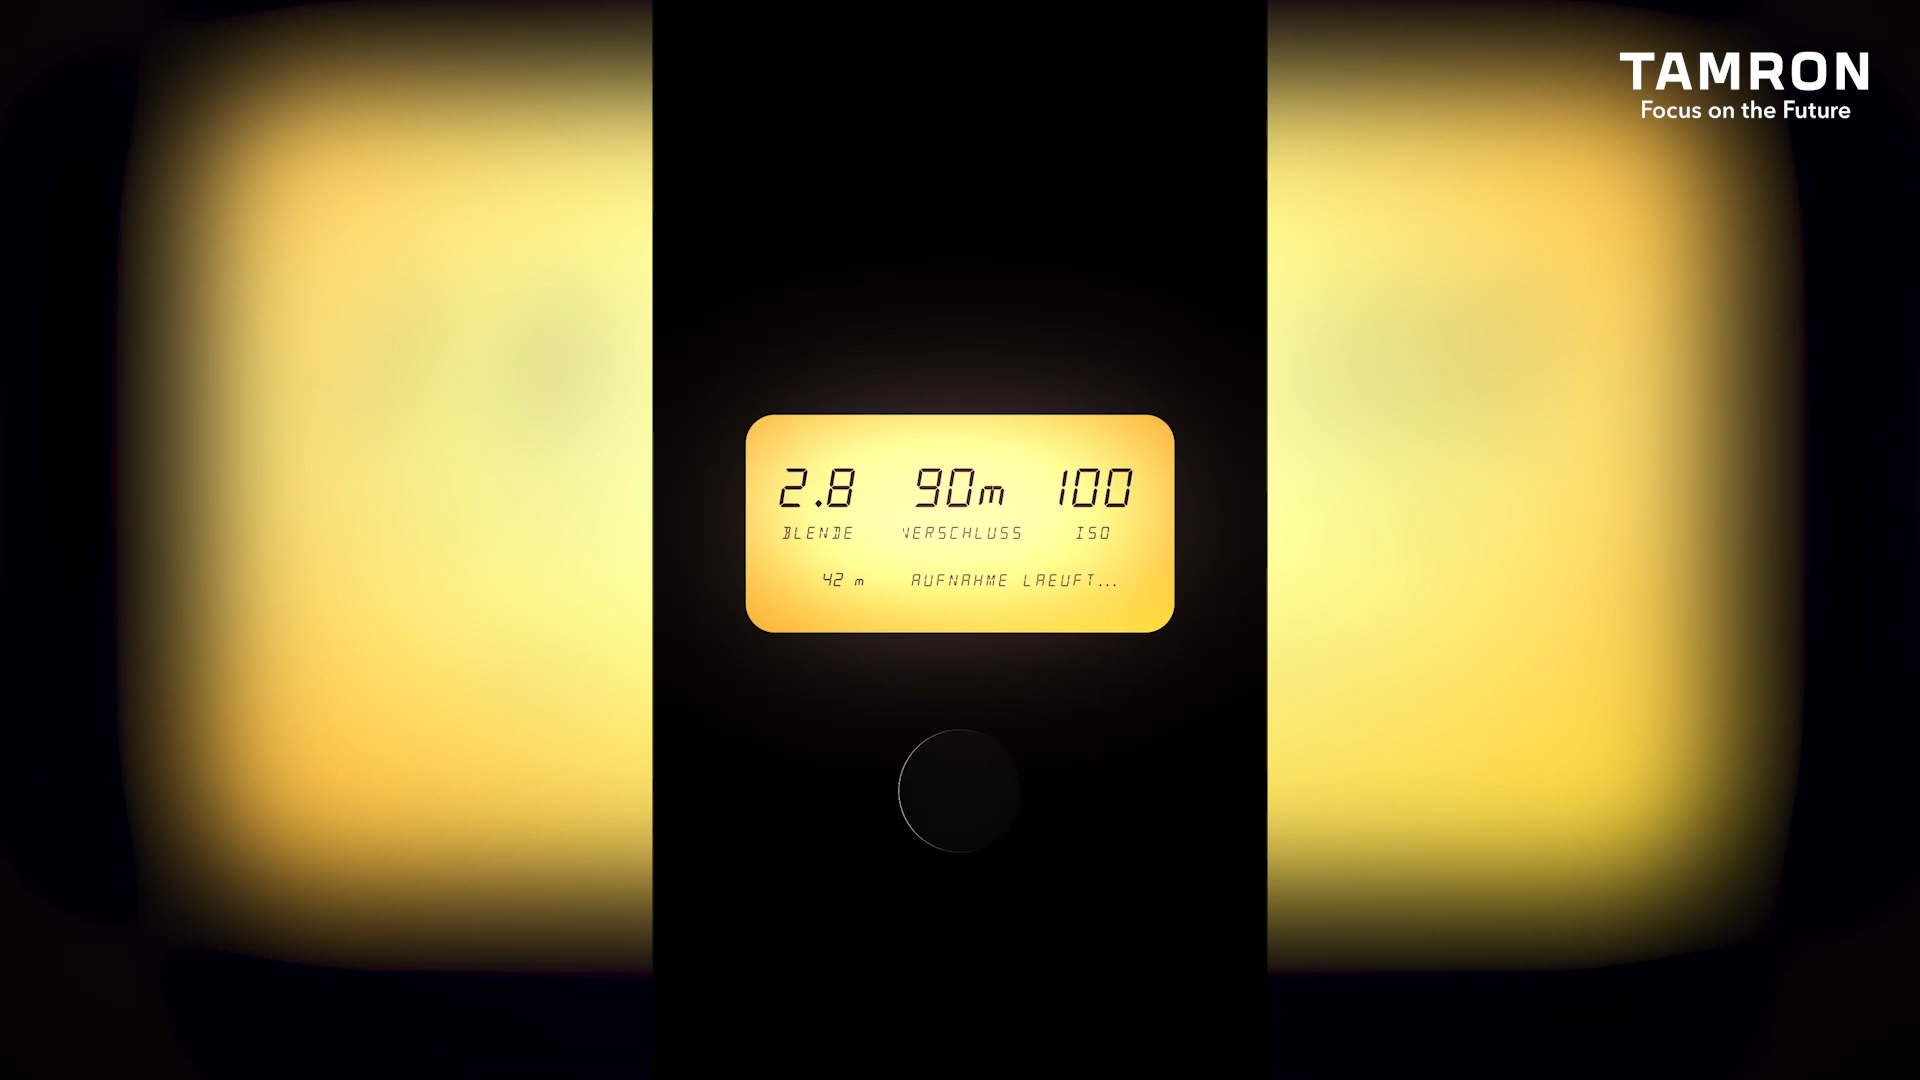 TAMRON
Focus on the Future
2.8 90m 100
BLENDE VERSCHLUSS ISO
42 m AUFNAHME LAEUFT...